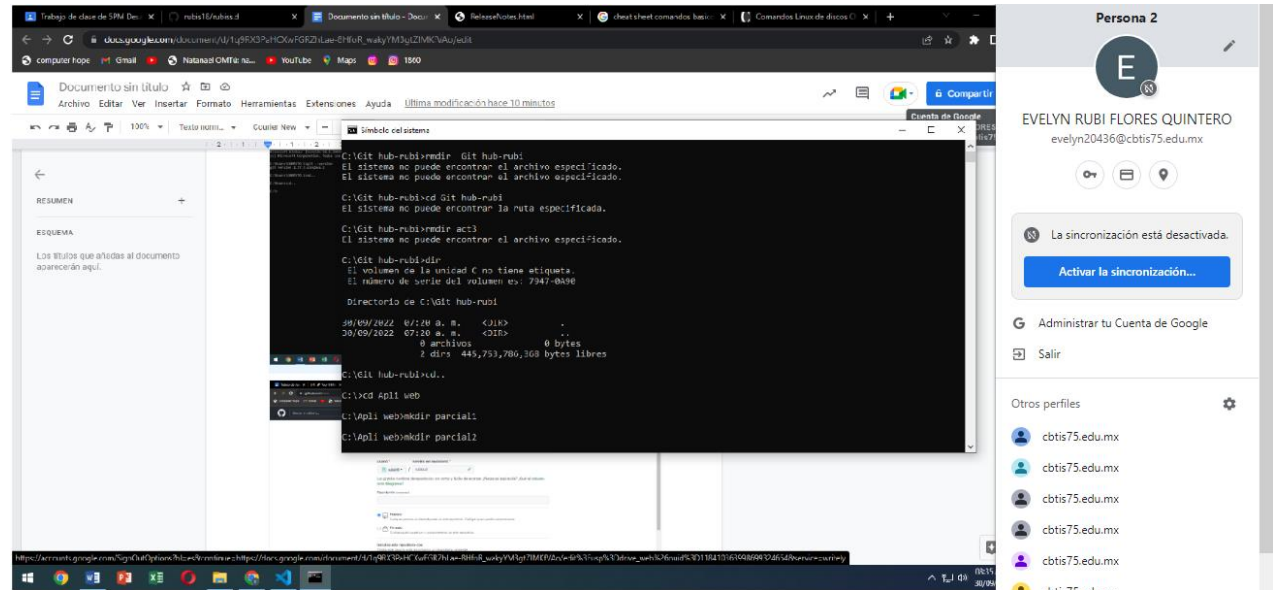 Trabajo de clase de SPM Des
rubis16/rubiss:d
Documento sin título - Docu
ReleaseNotes.html
cheat sheet comandos basic
Comandos Linux de discos
computer hope
Gmail
Natanael
YouTube
Maps
1560
Documento sin título
Archivo Editar Ver Insertar Formato Herramientas Extensiones Ayuda Última modificación hace 10 minutos
Compartir
Cuenta de Google
100%
Texto norm...
Courier New
RESUMEN
ESQUEMA
Los títulos que añadas al documento
aparecerán aquí.
Símbolo del sistema
C:\Git hub-rubi>rmdir Git hub-rubi
El sistema no puede encontrar el archivo especificado.
El sistema no puede encontrar el archivo especificado.
C:\Git hub-rubi>cd Git hub-rubi
El sistema no puede encontrar la ruta especificada.
C:\Git hub-rubi>rmdir act3
El sistema no puede encontrar el archivo especificado.
C:\Git hub-rubi>dir
El volumen de la unidad C no tiene etiqueta.
El número de serie del volumen es: 7947-0A90
Directorio de C:\Git hub-rubi
30/09/2022 07:20 a. m. <DIR> .
30/09/2022 07:20 a. m. <DIR> ..
0 archivos 0 bytes
2 dirs 445,753,786,368 bytes libres
C:\Git hub-rubi>cd..
C:\>cd Apli web
C:\Apli web>mkdir parcial1
C:\Apli web>mkdir parcial2
Persona 2
E
EVELYN RUBI FLORES QUINTERO
evelyn20436@cbtis75.edu.mx
La sincronización está desactivada.
Activar la sincronización...
Administrar tu Cuenta de Google
Salir
Otros perfiles
cbtis75.edu.mx
cbtis75.edu.mx
cbtis75.edu.mx
cbtis75.edu.mx
cbtis75.edu.mx